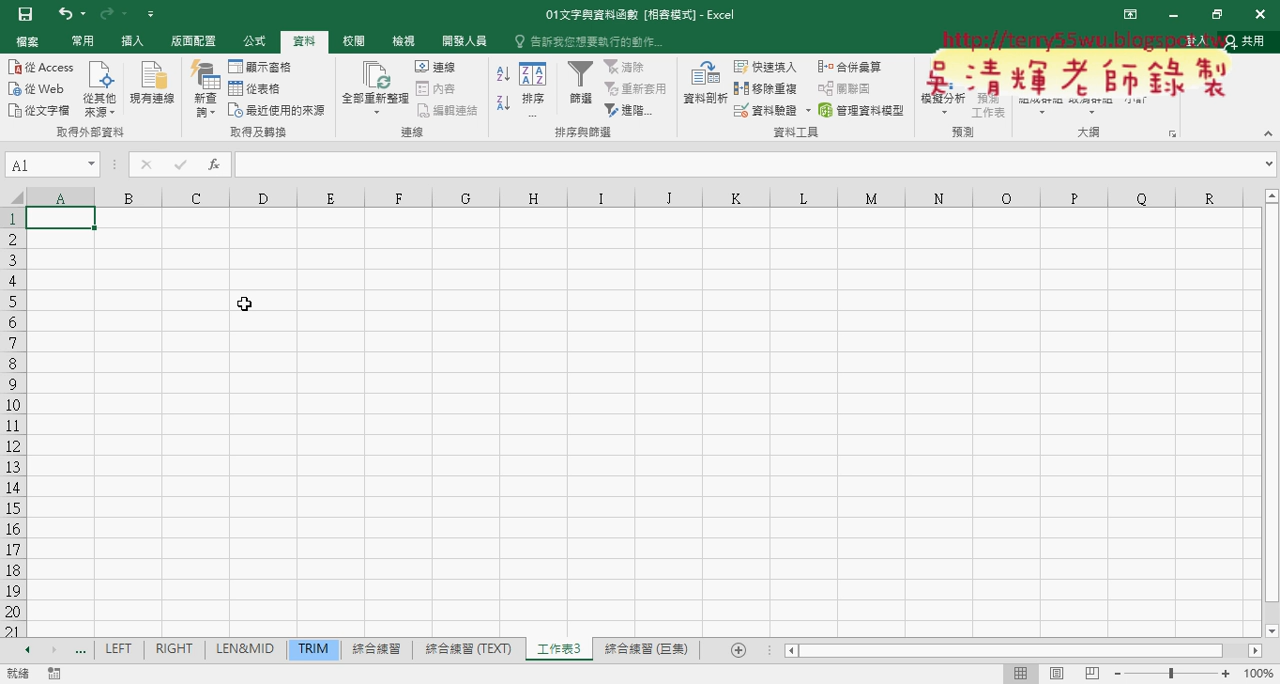 01文字與資料函數 [相容模式] - Excel
檔案 常用 插入 版面配置 公式 資料 校閱 檢視 開發人員 告訴我您想要執行的動作... 登入 共用
http://terry55wu.blogspot.tw
吳清輝老師錄製
從 Access 從 Web 從文字檔 從其他來源 現有連線
取得外部資料
新查詢 顯示查詢 從表格 最近使用的來源
取得及轉換
全部重新整理 連線 內容 編輯連結
連線
排序... 篩選 清除 重新套用 進階...
排序與篩選
資料剖析 快速填入 移除重複 資料驗證 合併彙算 關聯圖 管理資料模型
資料工具
模擬分析 預測工作表
預測
組成群組 取消群組 小計
大綱
A1 fx
A B C D E F G H I J K L M N O P Q R
1
2
3
4
5
6
7
8
9
10
11
12
13
14
15
16
17
18
19
20
21
... LEFT RIGHT LEN&MID TRIM 綜合練習 綜合練習 (TEXT) 工作表3 綜合練習 (巨集)
就緒 100%